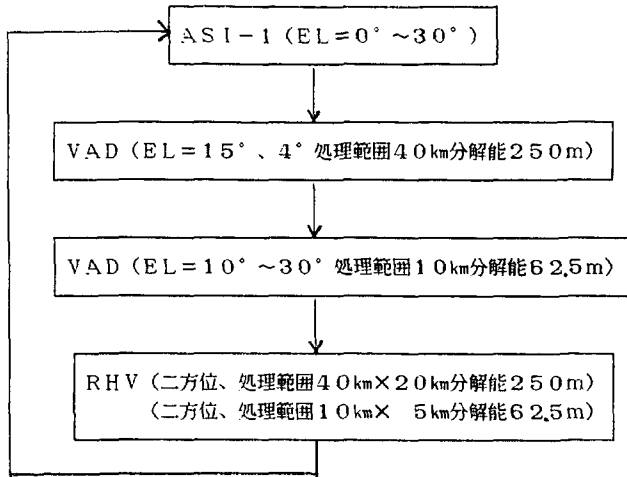 ASI-1(EL=0°~30°)
VAD(EL=15°、4°処理範囲40km分解能250m)
VAD(EL=10°~30°処理範囲10km分解能62.5m)
RHV(二方位、処理範囲40km×20km分解能250m)
(二方位、処理範囲10km× 5km分解能62.5m)